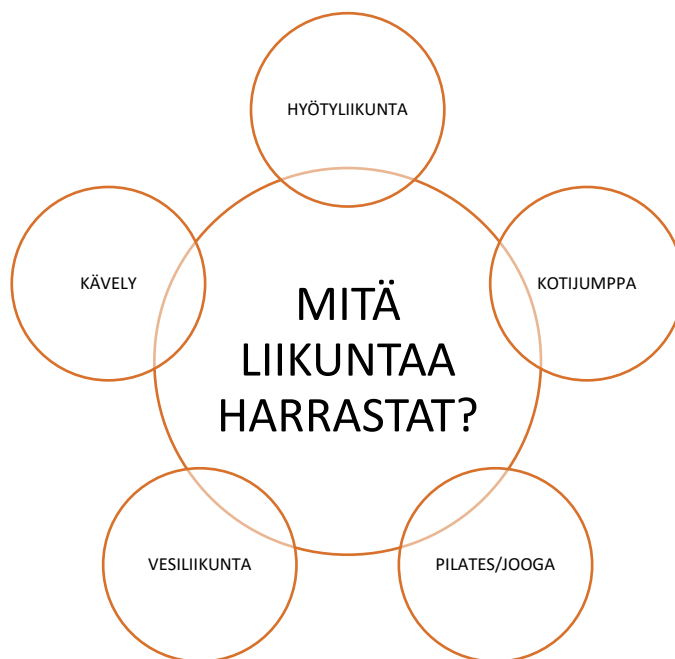 HYÖTYLIIKUNTA
KÄVELY
KOTIJUMPPA
MITÄ
LIIKUNTAA
HARRASTAT?
VESILIIKUNTA
PILATES/JOOGA